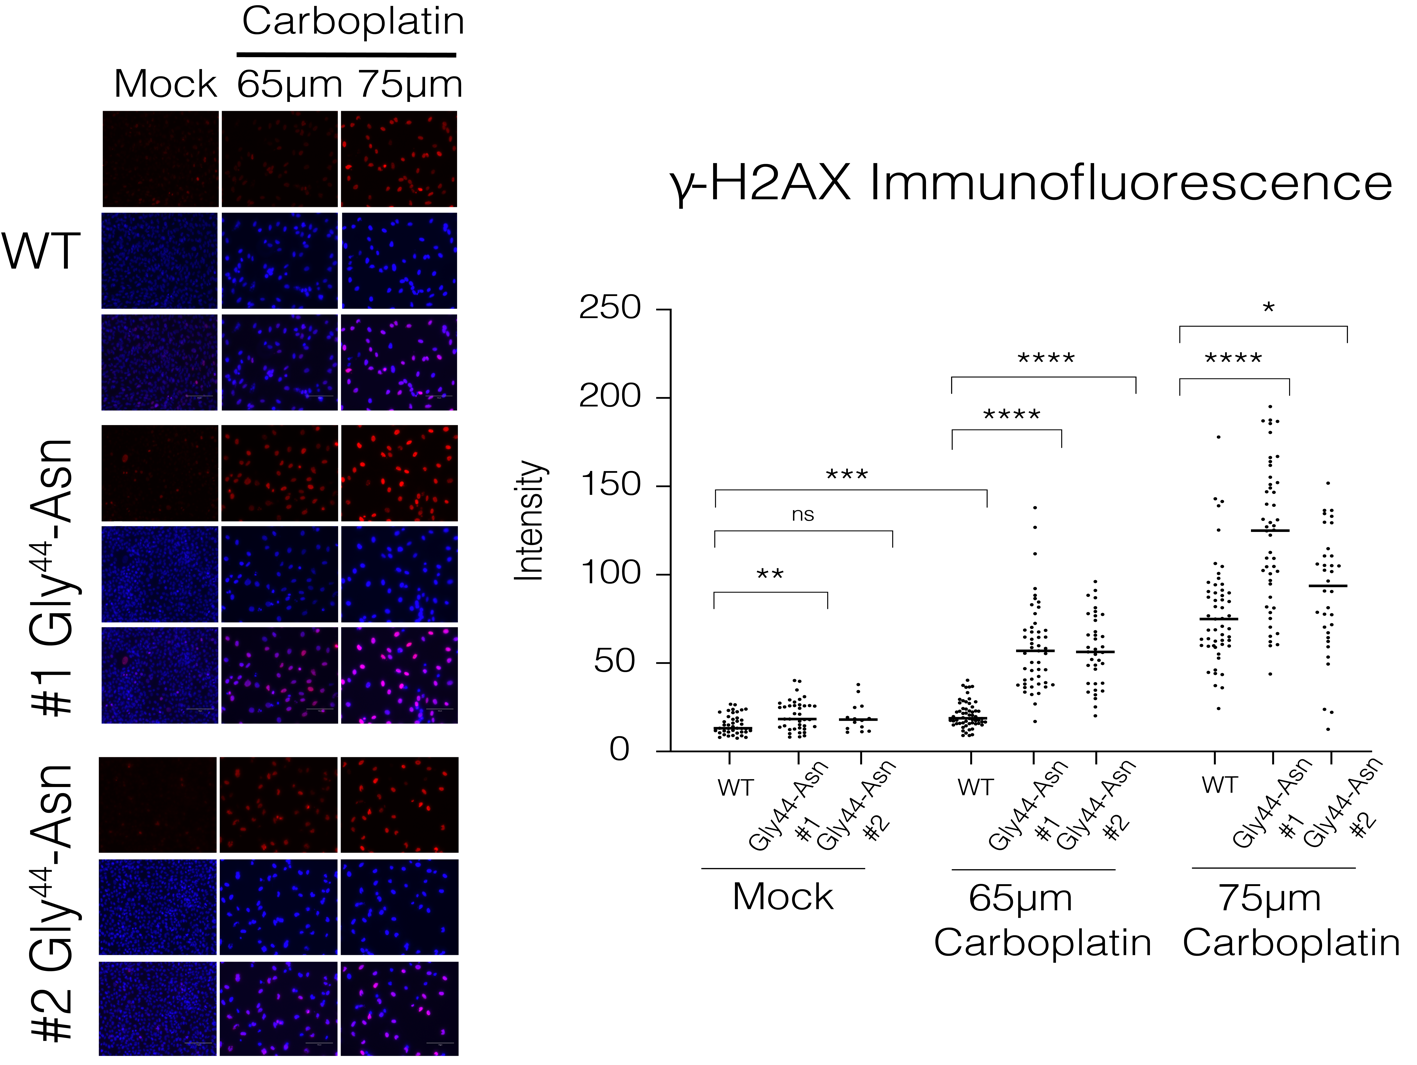 Carboplatin
Mock 65µm 75µm
WT
#1 Gly44-Asn
#2 Gly44-Asn
γ-H2AX Immunofluorescence
Intensity
250
200
150
100
50
0
*
****
****
****
***
ns
**
WT
Gly44-Asn
#1
Gly44-Asn
#2
WT
Gly44-Asn
#1
Gly44-Asn
#2
WT
Gly44-Asn
#1
Gly44-Asn
#2
Mock
65µm
Carboplatin
75µm
Carboplatin